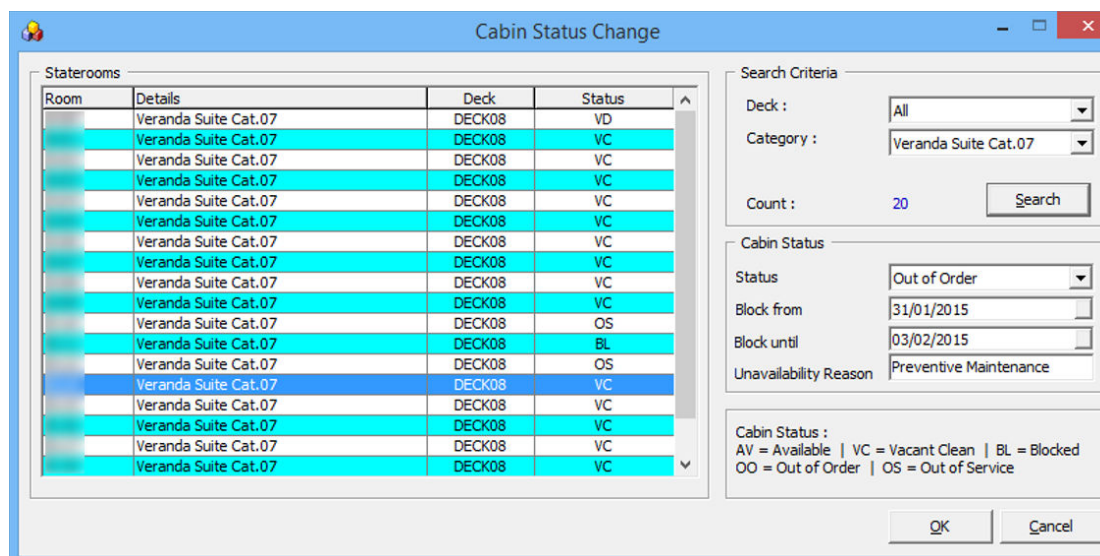 Cabin Status Change
Staterooms
Room Details Deck Status
Veranda Suite Cat.07 DECK08 VD
Veranda Suite Cat.07 DECK08 VC
Veranda Suite Cat.07 DECK08 VC
Veranda Suite Cat.07 DECK08 VC
Veranda Suite Cat.07 DECK08 VC
Veranda Suite Cat.07 DECK08 VC
Veranda Suite Cat.07 DECK08 VC
Veranda Suite Cat.07 DECK08 VC
Veranda Suite Cat.07 DECK08 VC
Veranda Suite Cat.07 DECK08 VC
Veranda Suite Cat.07 DECK08 OS
Veranda Suite Cat.07 DECK08 BL
Veranda Suite Cat.07 DECK08 OS
Veranda Suite Cat.07 DECK08 VC
Veranda Suite Cat.07 DECK08 VC
Veranda Suite Cat.07 DECK08 VC
Veranda Suite Cat.07 DECK08 VC
Veranda Suite Cat.07 DECK08 VC
Search Criteria
Deck : All
Category : Veranda Suite Cat.07
Count : 20 Search
Cabin Status
Status Out of Order
Block from 31/01/2015
Block until 03/02/2015
Unavailability Reason Preventive Maintenance
Cabin Status :
AV = Available | VC = Vacant Clean | BL = Blocked
OO = Out of Order | OS = Out of Service
OK Cancel